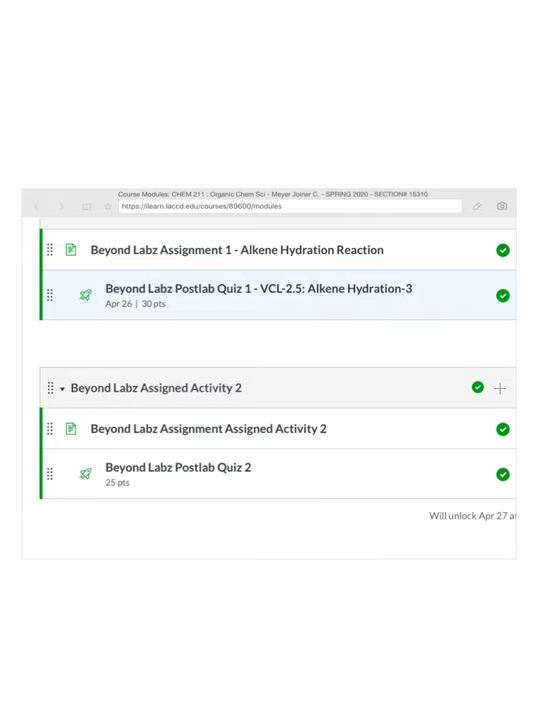 Course Modules: CHEM 211 : Organic Chem Sci - Meyer Joiner C. - SPRING 2020 - SECTION# 15310
https://ilearn.laccd.edu/courses/89600/modules
Beyond Labz Assignment 1 - Alkene Hydration Reaction
Beyond Labz Postlab Quiz 1 - VCL-2.5: Alkene Hydration-3
Apr 26 | 30 pts
Beyond Labz Assigned Activity 2
Beyond Labz Assignment Assigned Activity 2
Beyond Labz Postlab Quiz 2
25 pts
Will unlock Apr 27 at